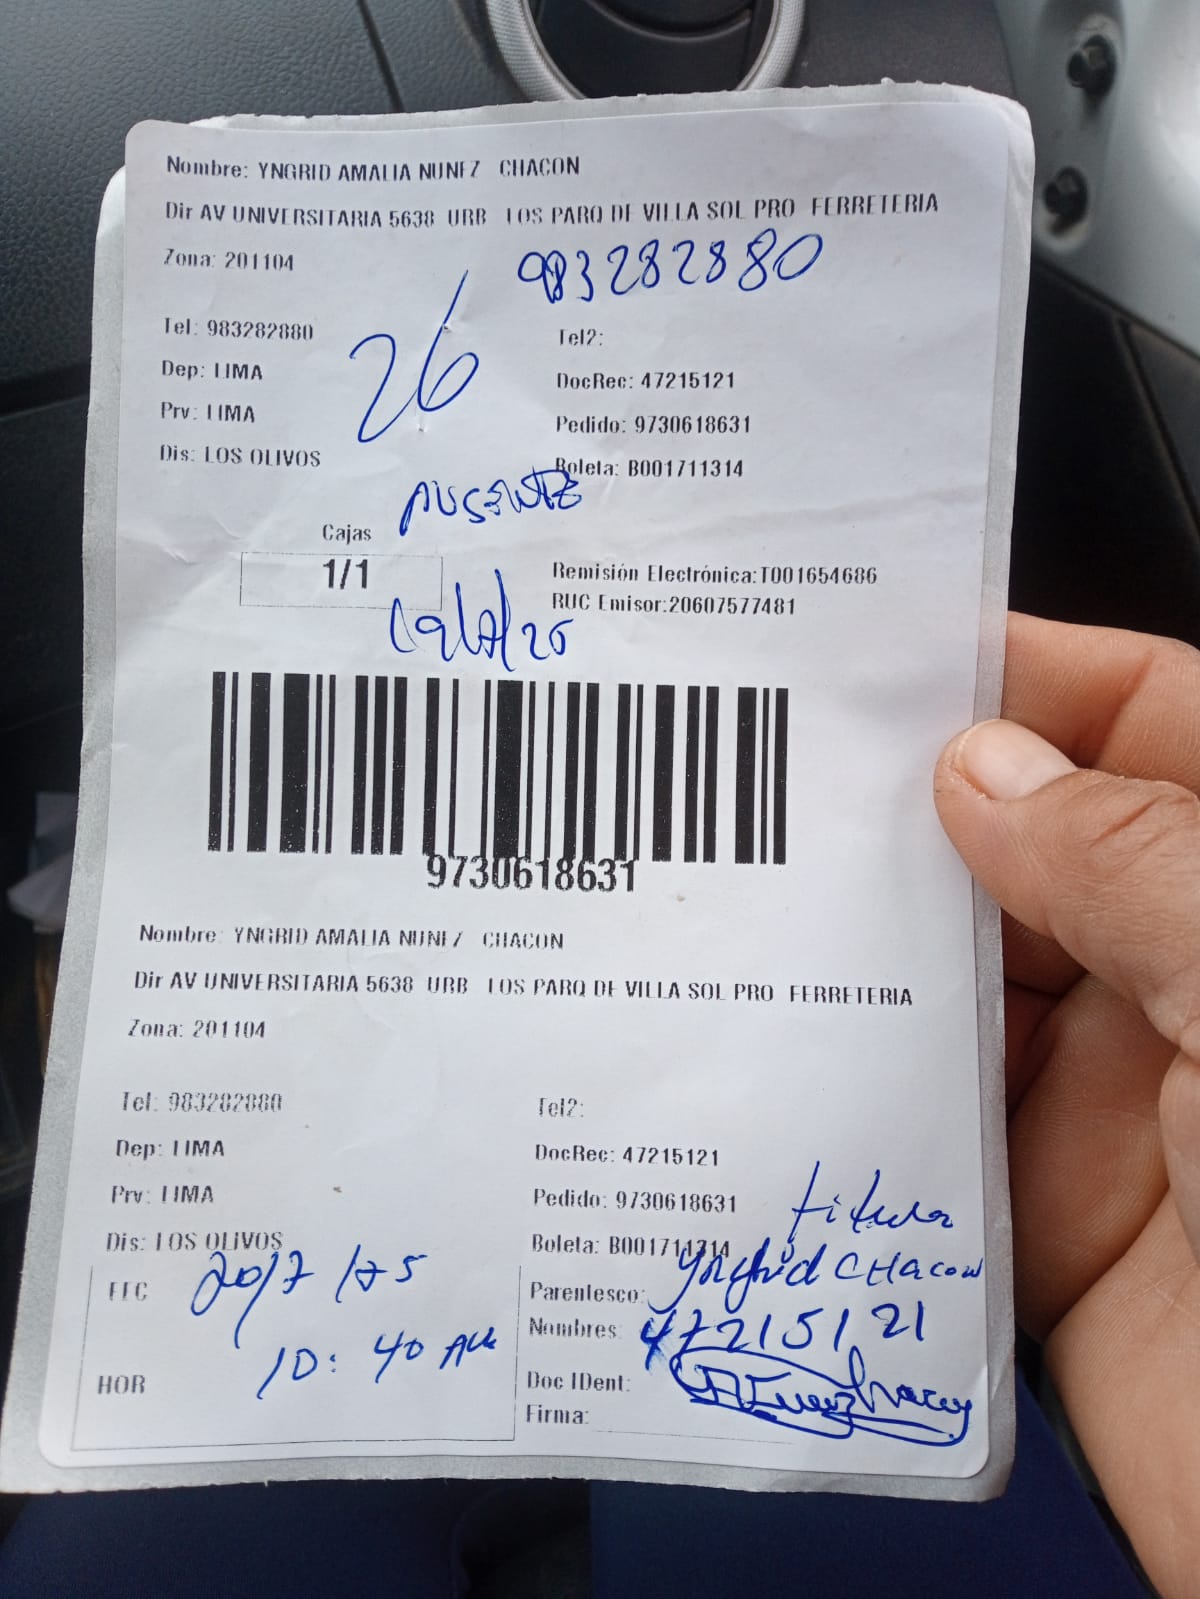 Nombre: YNGRID AMALIA NUNEZ CHACON
Dir AV UNIVERSITARIA 5638 URB LOS PARQ DE VILLA SOL PRO FERRETERIA
Zona: 201104
983282880
Tel: 983282880
Tel2:
26
Dep: LIMA
DocRec: 47215121
Prv: LIMA
Pedido: 9730618631
Dis: LOS OLIVOS
Boleta: B001711314
AUSENTE
Cajas
1/1
Remisión Electrónica:T001654686
RUC Emisor:20607577481
9730618631
Nombre: YNGRID AMALIA NUNEZ CHACON
Dir AV UNIVERSITARIA 5638 URB LOS PARQ DE VILLA SOL PRO FERRETERIA
Zona: 201104
Tel: 983282880
Tel2:
Dep: LIMA
DocRec: 47215121
Prv: LIMA
Pedido: 9730618631
titular
Dis: LOS OLIVOS
Boleta: B001711314
FEC 20/7/25
Parentesco: Yngrid CHacon
Nombres: 47215121
HOR 10:40 AM
Doc IDent:
Firma: